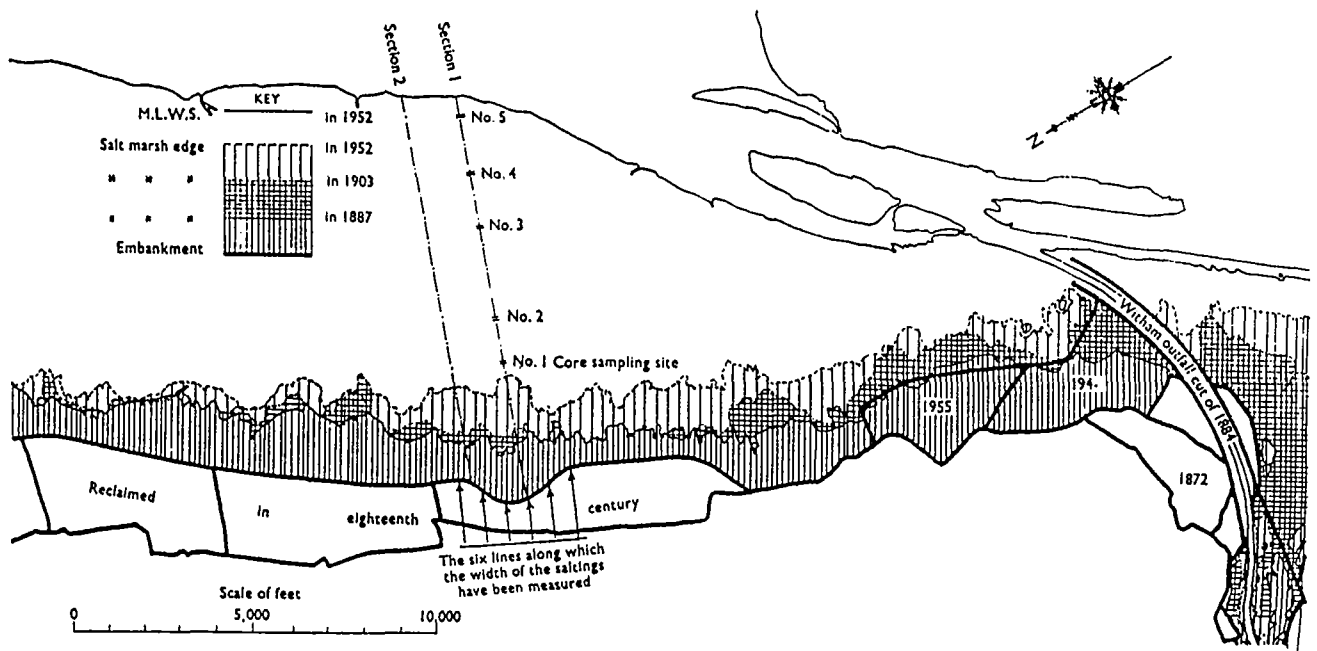 Section 2
Section 1
KEY
M.L.W.S.
in 1952
Salt marsh edge
in 1952
in 1903
in 1887
Embankment
No. 5
No. 4
No. 3
No. 2
No. 1 Core sampling site
N
Witham outfall cut of 1884
1955
194-
1872
Reclaimed
in
eighteenth
century
The six lines along which
the width of the saltings
have been measured
Scale of feet
0
5,000
10,000